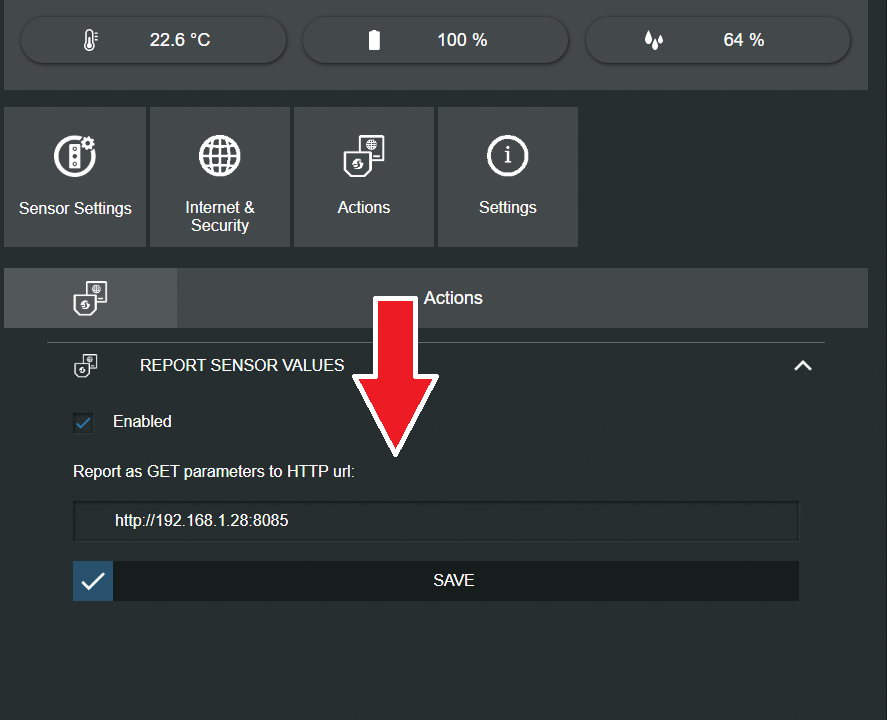 22.6 °C
100 %
64 %
Sensor Settings
Internet &
Security
Actions
Settings
Actions
REPORT SENSOR VALUES
Enabled
Report as GET parameters to HTTP url:
http://192.168.1.28:8085
SAVE